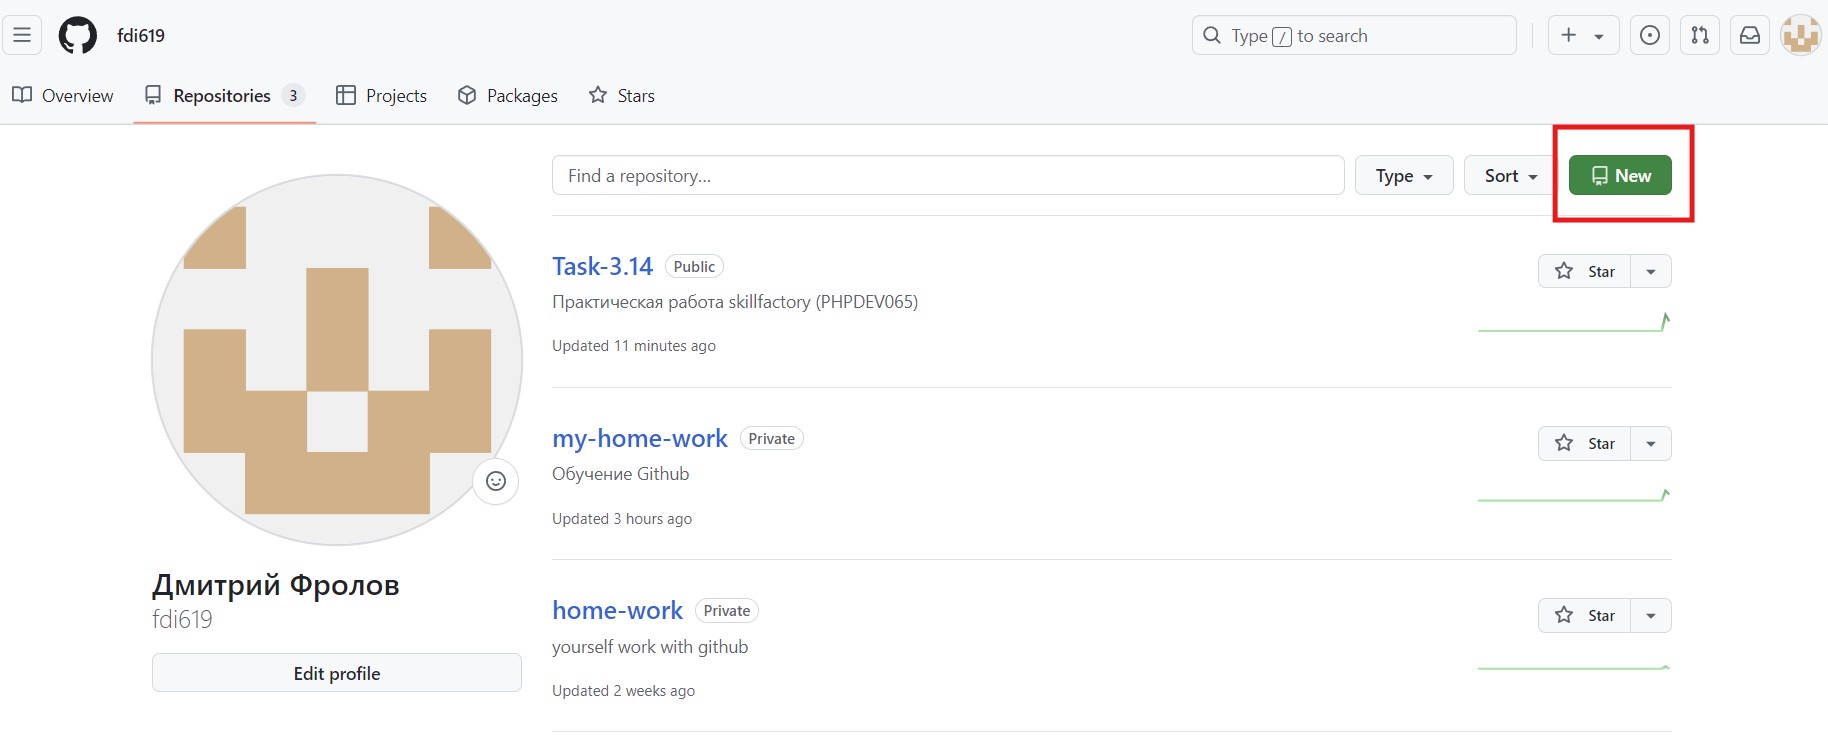 fdi619
Type / to search
Overview
Repositories 3
Projects
Packages
Stars
Find a repository...
Type
Sort
New
Task-3.14 Public
Star
Практическая работа skillfactory (PHPDEV065)
Updated 11 minutes ago
my-home-work Private
Star
Обучение Github
Updated 3 hours ago
home-work Private
Star
yourself work with github
Updated 2 weeks ago
Дмитрий Фролов
fdi619
Edit profile